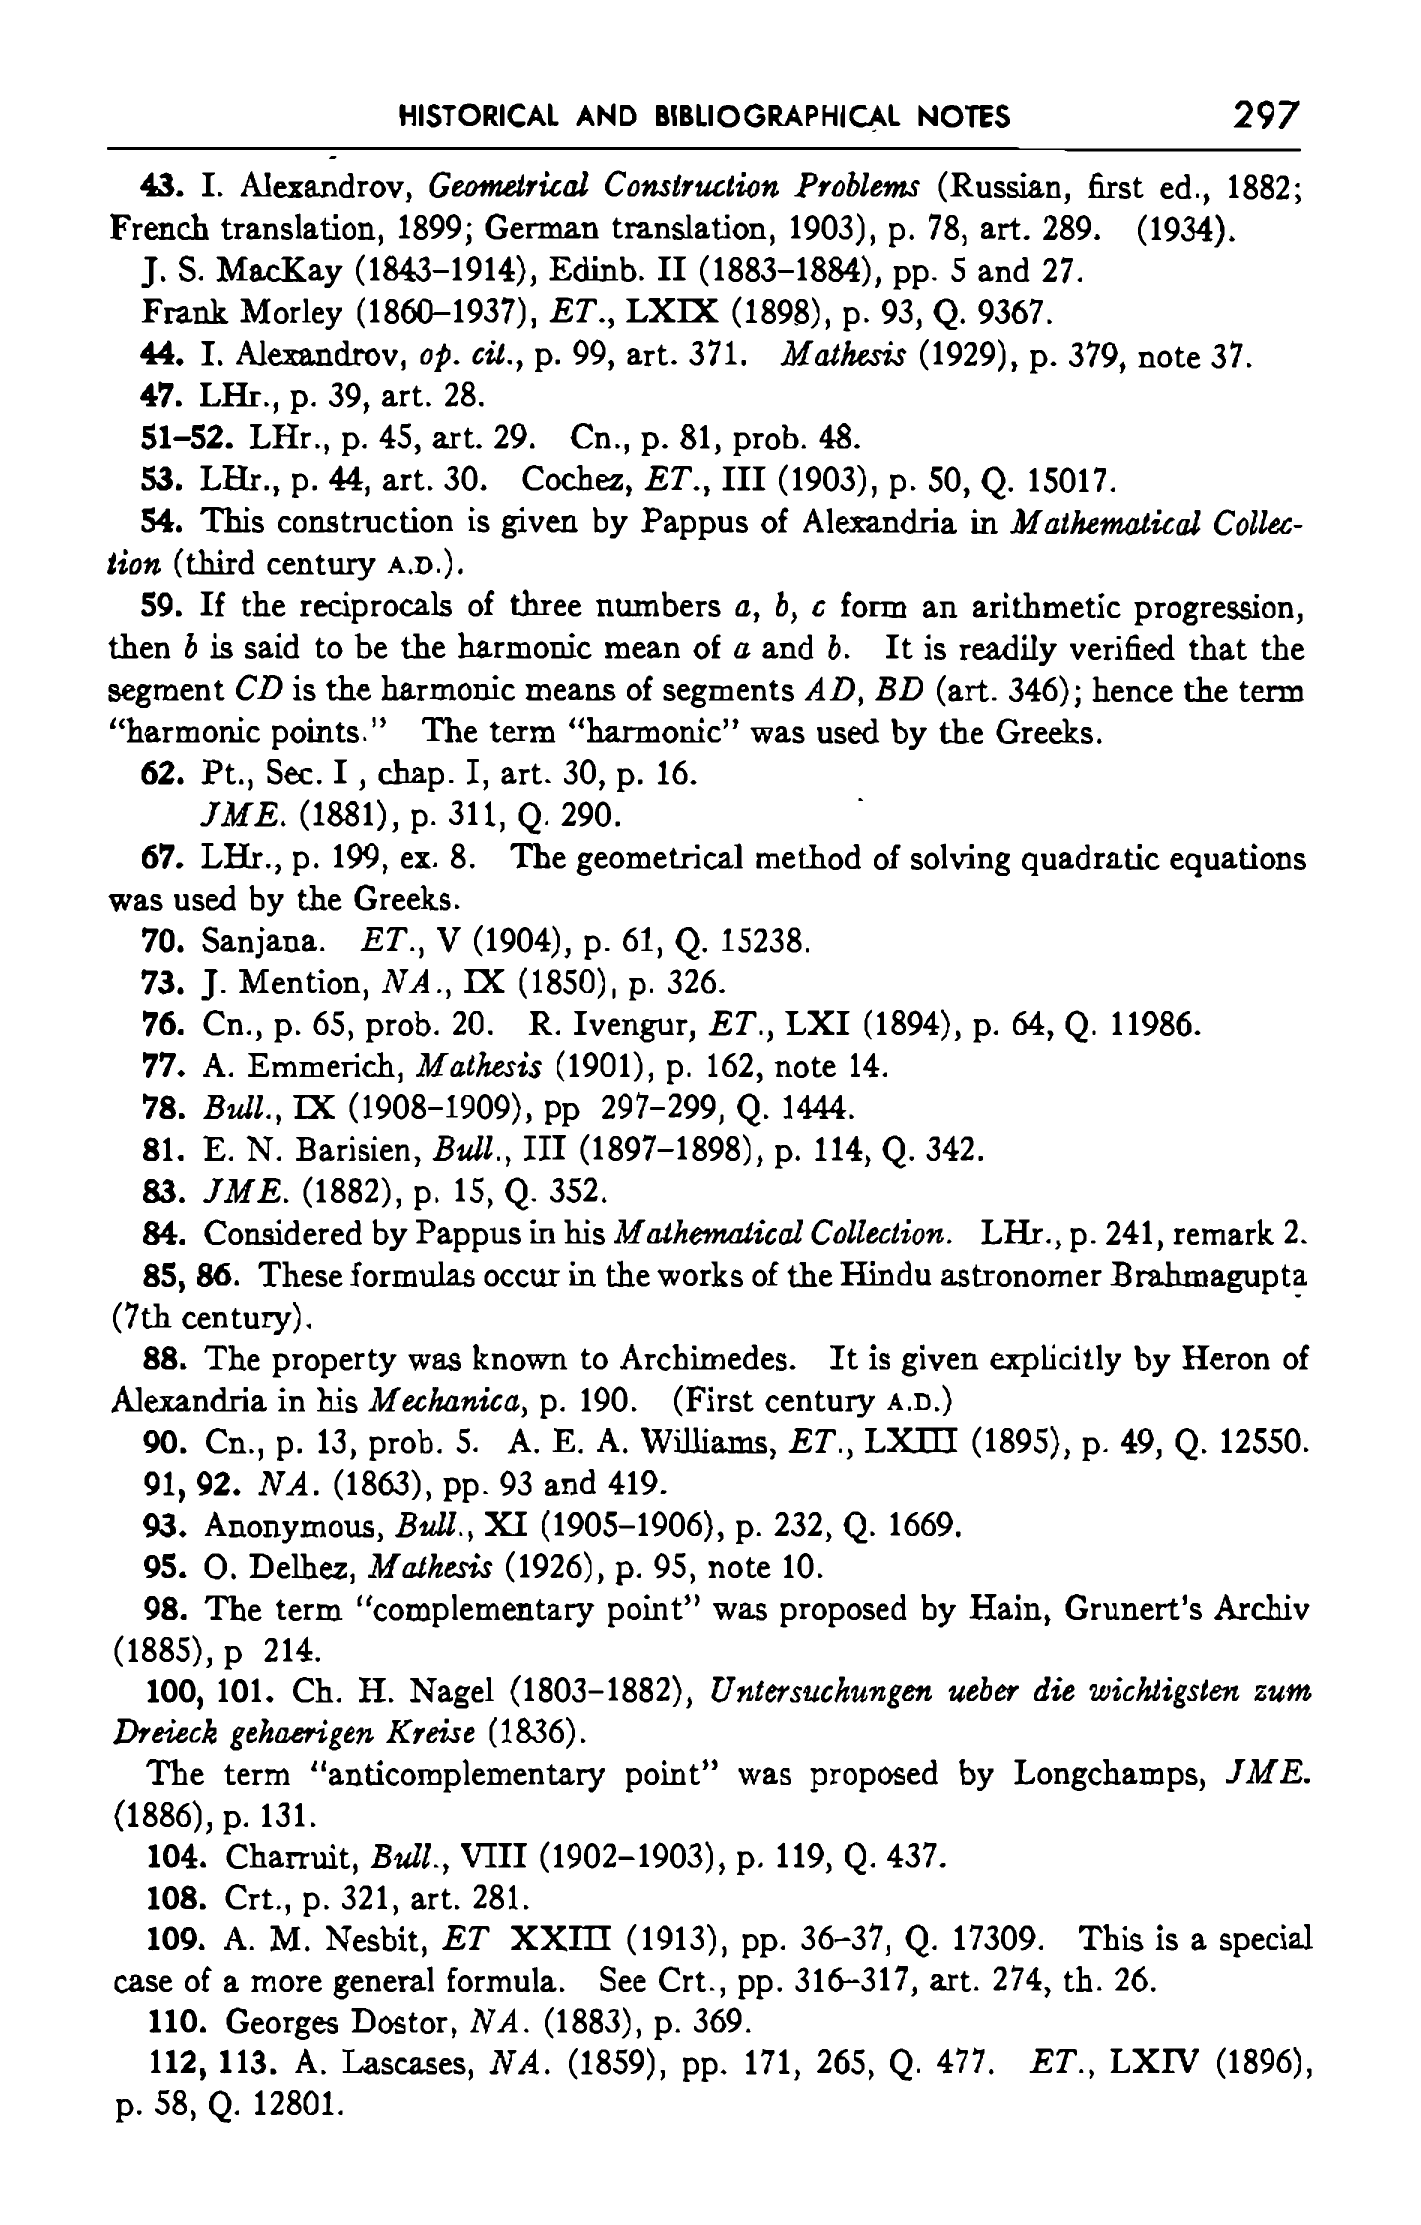 HISTORICAL AND BIBLIOGRAPHICAL NOTES 297
43. I. Alexandrov, Geometrical Construction Problems (Russian, first ed., 1882;
French translation, 1899; German translation, 1903), p. 78, art. 289. (1934).
J. S. MacKay (1843–1914), Edinb. II (1883–1884), pp. 5 and 27.
Frank Morley (1860–1937), ET., LXIX (1898), p. 93, Q. 9367.
44. I. Alexandrov, op. cit., p. 99, art. 371. Mathesis (1929), p. 379, note 37.
47. LHr., p. 39, art. 28.
51–52. LHr., p. 45, art. 29. Cn., p. 81, prob. 48.
53. LHr., p. 44, art. 30. Cochez, ET., III (1903), p. 50, Q. 15017.
54. This construction is given by Pappus of Alexandria in Mathematical Collec-
tion (third century A.D.).
59. If the reciprocals of three numbers a, b, c form an arithmetic progression,
then b is said to be the harmonic mean of a and b. It is readily verified that the
segment CD is the harmonic means of segments AD, BD (art. 346); hence the term
"harmonic points." The term "harmonic" was used by the Greeks.
62. Pt., Sec. I , chap. I, art. 30, p. 16.
JME. (1881), p. 311, Q. 290.
67. LHr., p. 199, ex. 8. The geometrical method of solving quadratic equations
was used by the Greeks.
70. Sanjana. ET., V (1904), p. 61, Q. 15238.
73. J. Mention, NA., IX (1850), p. 326.
76. Cn., p. 65, prob. 20. R. Ivengur, ET., LXI (1894), p. 64, Q. 11986.
77. A. Emmerich, Mathesis (1901), p. 162, note 14.
78. Bull., IX (1908–1909), pp 297–299, Q. 1444.
81. E. N. Barisien, Bull., III (1897–1898), p. 114, Q. 342.
83. JME. (1882), p. 15, Q. 352.
84. Considered by Pappus in his Mathematical Collection. LHr., p. 241, remark 2.
85, 86. These formulas occur in the works of the Hindu astronomer Brahmagupta
(7th century).
88. The property was known to Archimedes. It is given explicitly by Heron of
Alexandria in his Mechanica, p. 190. (First century A.D.)
90. Cn., p. 13, prob. 5. A. E. A. Williams, ET., LXIII (1895), p. 49, Q. 12550.
91, 92. NA. (1863), pp. 93 and 419.
93. Anonymous, Bull., XI (1905–1906), p. 232, Q. 1669.
95. O. Delhez, Mathesis (1926), p. 95, note 10.
98. The term "complementary point" was proposed by Hain, Grunert's Archiv
(1885), p 214.
100, 101. Ch. H. Nagel (1803–1882), Untersuchungen ueber die wichtigsten zum
Dreieck gehoerigen Kreise (1836).
The term "anticomplementary point" was proposed by Longchamps, JME.
(1886), p. 131.
104. Charruit, Bull., VIII (1902–1903), p. 119, Q. 437.
108. Crt., p. 321, art. 281.
109. A. M. Nesbit, ET XXIII (1913), pp. 36–37, Q. 17309. This is a special
case of a more general formula. See Crt., pp. 316–317, art. 274, th. 26.
110. Georges Dostor, NA. (1883), p. 369.
112, 113. A. Lascases, NA. (1859), pp. 171, 265, Q. 477. ET., LXIV (1896),
p. 58, Q. 12801.